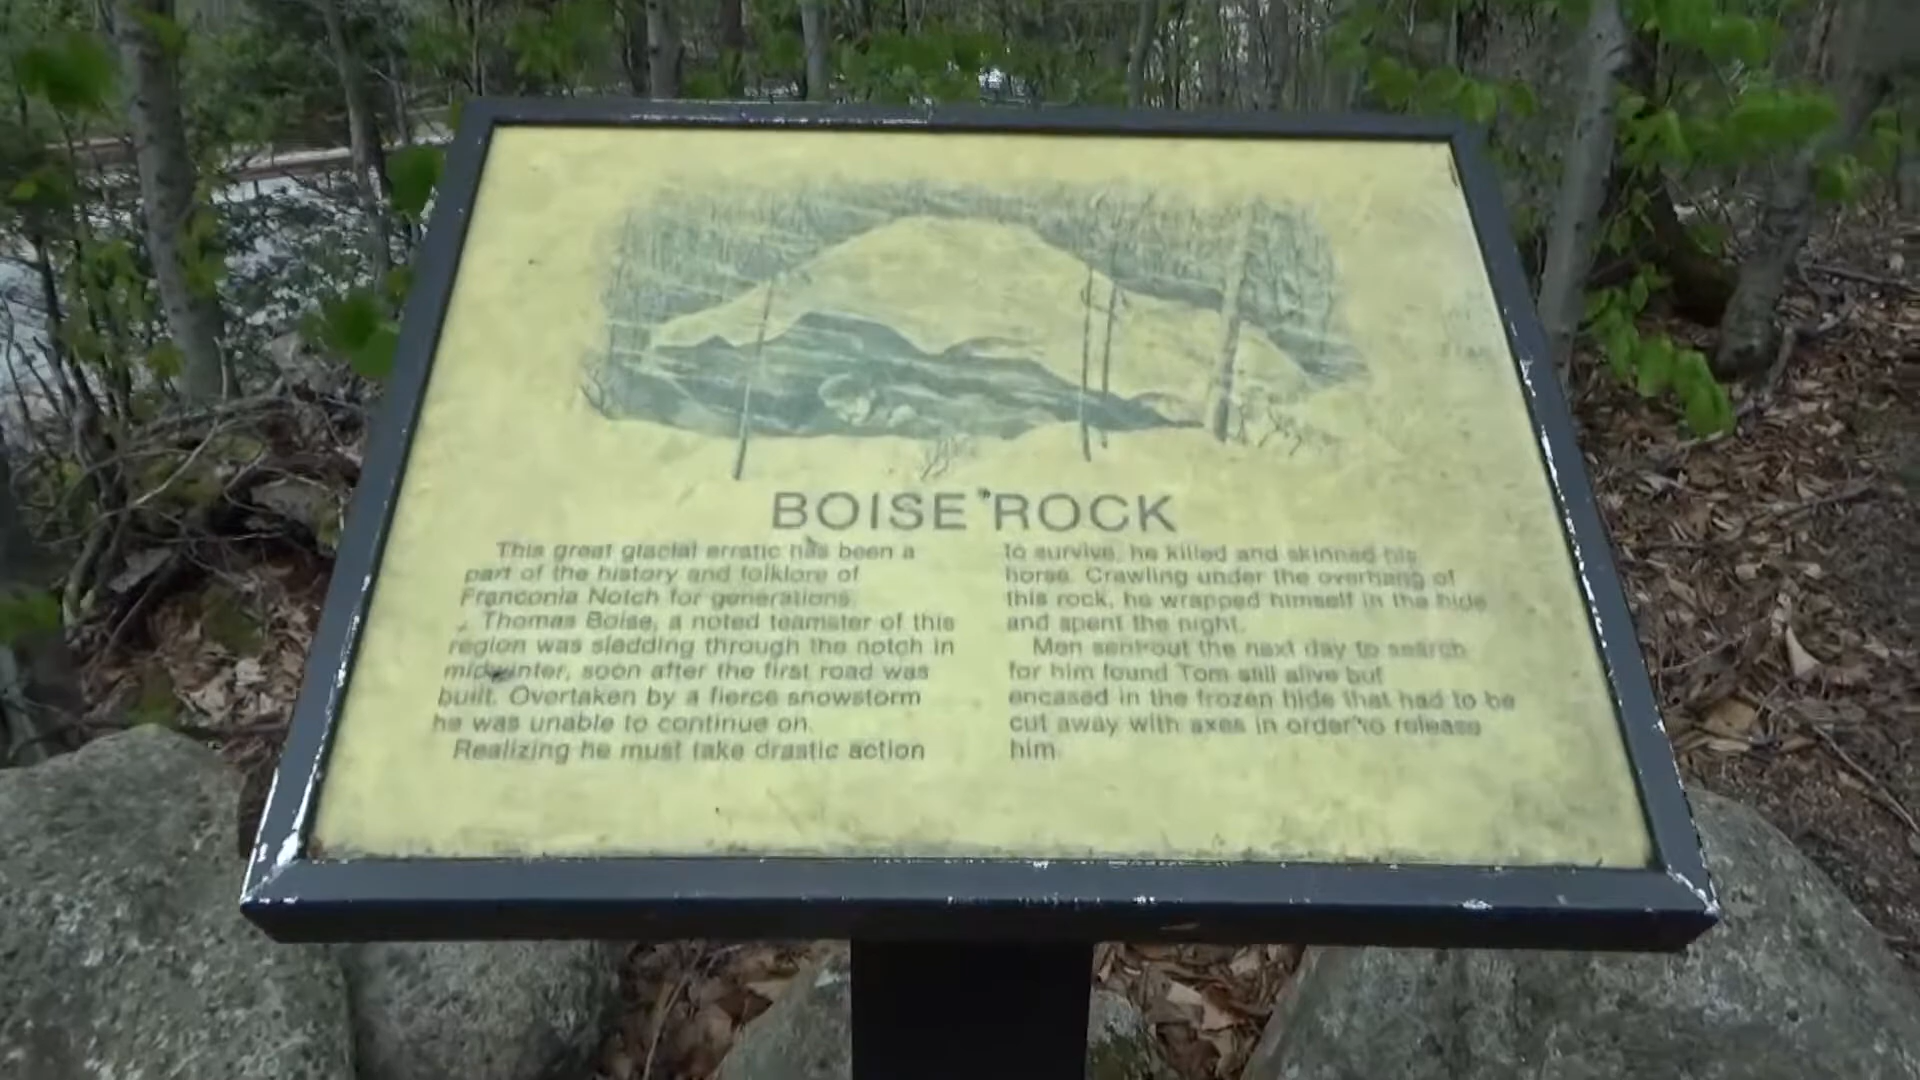 BOISE ROCK
This great glacial erratic has been a
part of the history and folklore of
Franconia Notch for generations.
Thomas Boise, a noted teamster of this
region was sledding through the notch in
midwinter, soon after the first road was
built. Overtaken by a fierce snowstorm
he was unable to continue on.
Realizing he must take drastic action
to survive, he killed and skinned his
horse. Crawling under the overhang of
this rock, he wrapped himself in the hide
and spent the night.
Men sent out the next day to search
for him found Tom still alive but
encased in the frozen hide that had to be
cut away with axes in order to release
him.